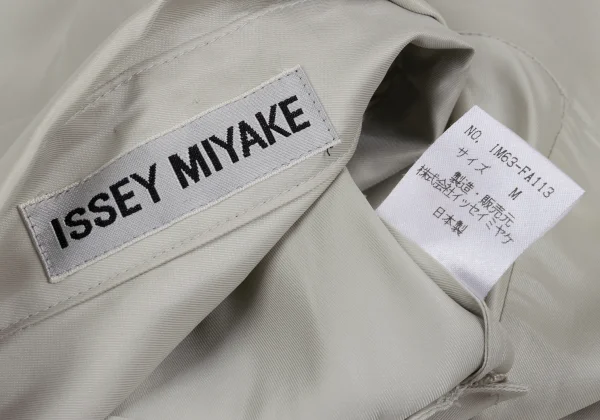 ISSEY MIYAKE
NO. IM63-FA113
サイズ M
製造・販売元
株式会社イッセイミヤケ
日本製